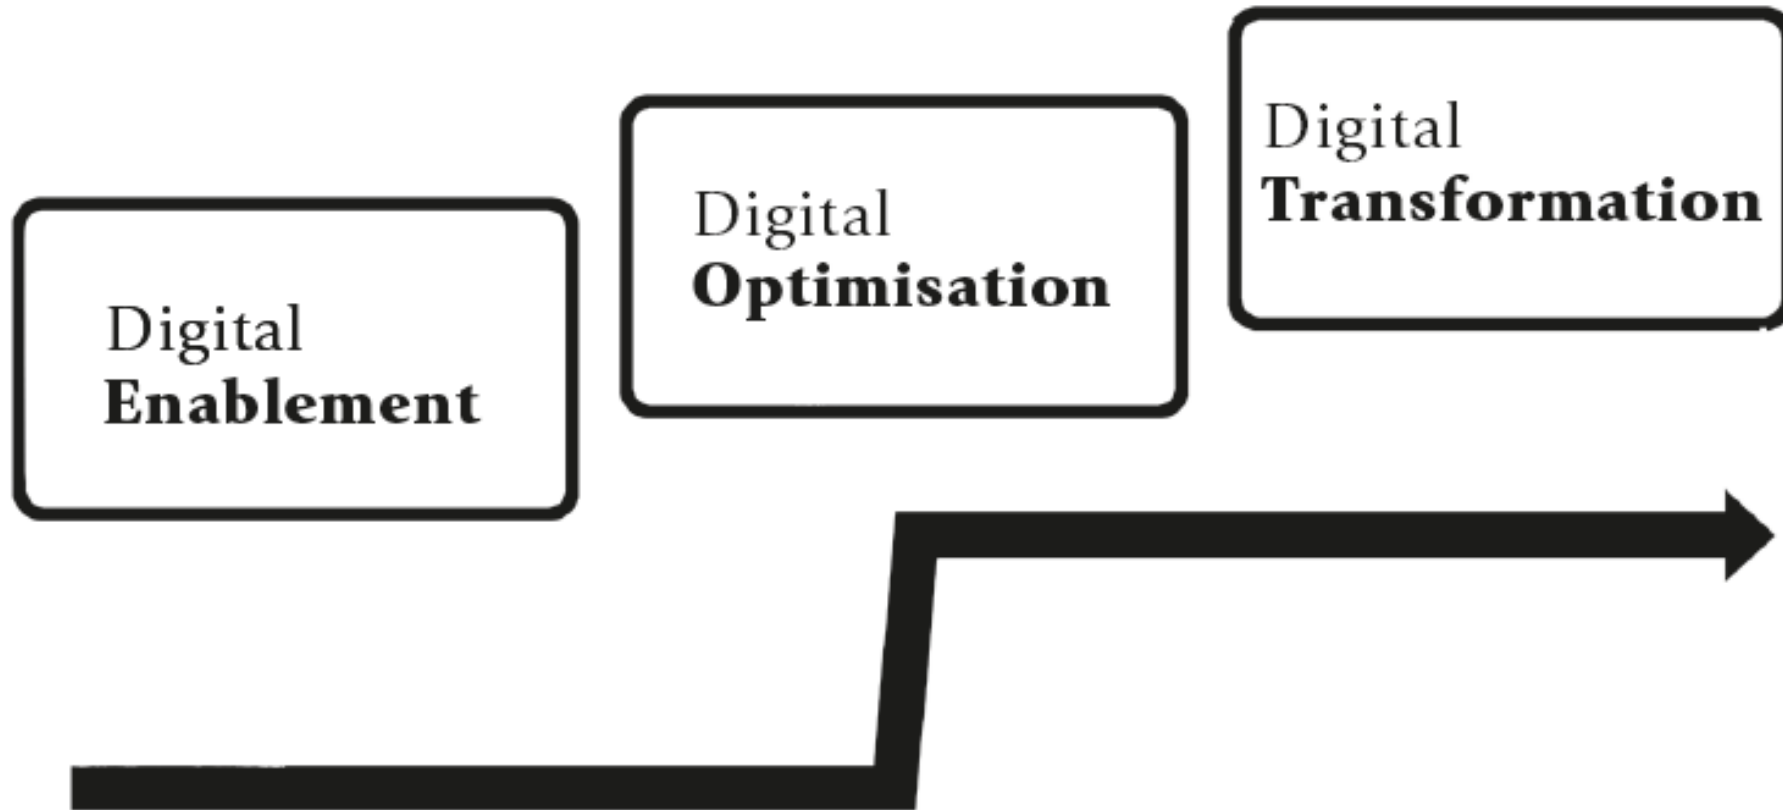 Digital
Enablement
Digital
Optimisation
Digital
Transformation